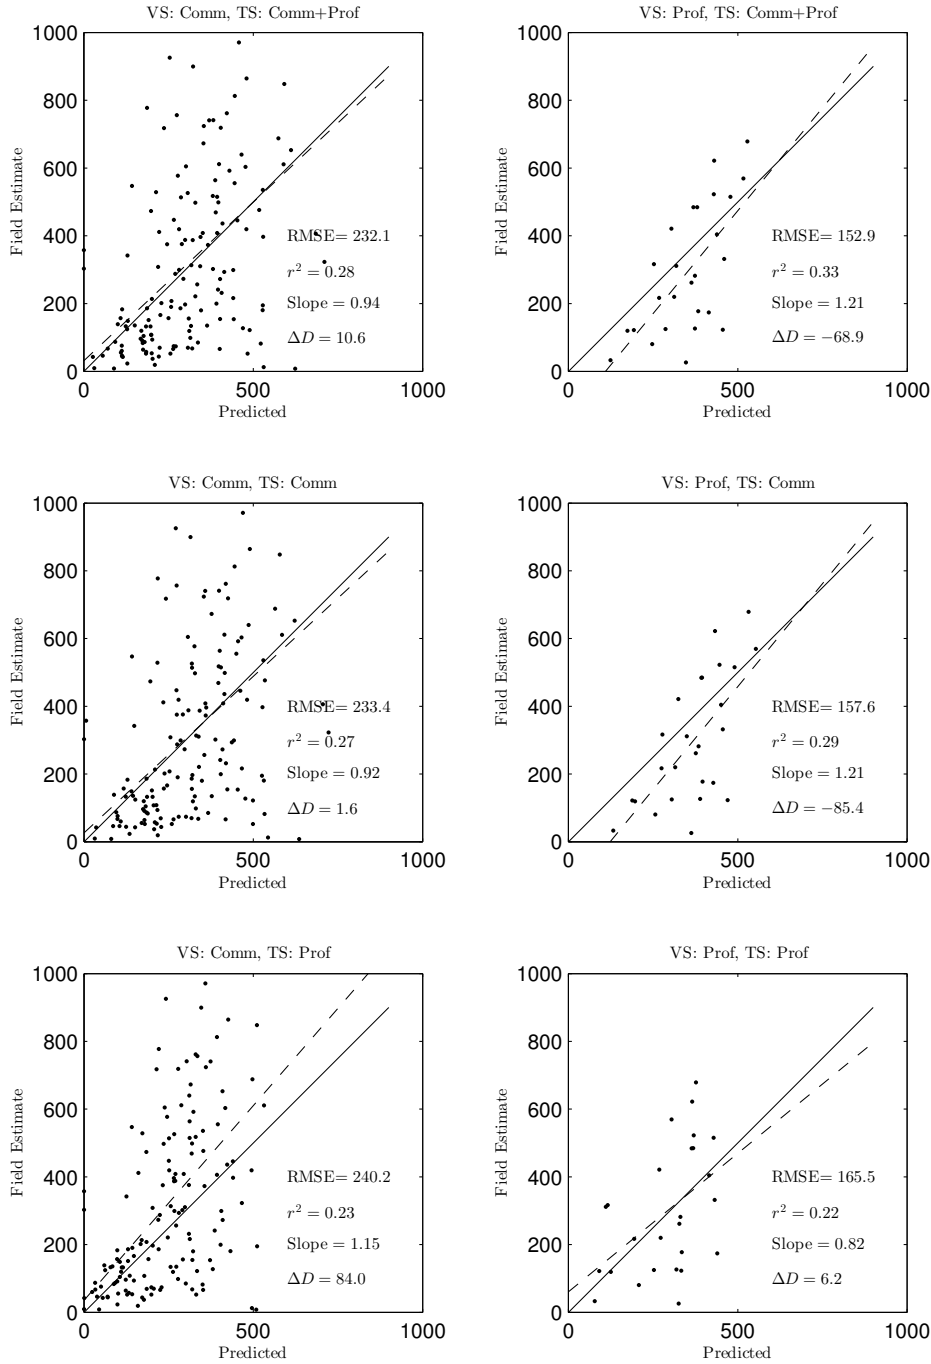 VS: Comm, TS: Comm+Prof
1000
800
600
400
200
0
Field Estimate
RMSE= 232.1
r² = 0.28
Slope = 0.94
ΔD = 10.6
0 500 1000
Predicted
VS: Prof, TS: Comm+Prof
1000
800
600
400
200
0
Field Estimate
RMSE= 152.9
r² = 0.33
Slope = 1.21
ΔD = −68.9
0 500 1000
Predicted
VS: Comm, TS: Comm
1000
800
600
400
200
0
Field Estimate
RMSE= 233.4
r² = 0.27
Slope = 0.92
ΔD = 1.6
0 500 1000
Predicted
VS: Prof, TS: Comm
1000
800
600
400
200
0
Field Estimate
RMSE= 157.6
r² = 0.29
Slope = 1.21
ΔD = −85.4
0 500 1000
Predicted
VS: Comm, TS: Prof
1000
800
600
400
200
0
Field Estimate
RMSE= 240.2
r² = 0.23
Slope = 1.15
ΔD = 84.0
0 500 1000
Predicted
VS: Prof, TS: Prof
1000
800
600
400
200
0
Field Estimate
RMSE= 165.5
r² = 0.22
Slope = 0.82
ΔD = 6.2
0 500 1000
Predicted